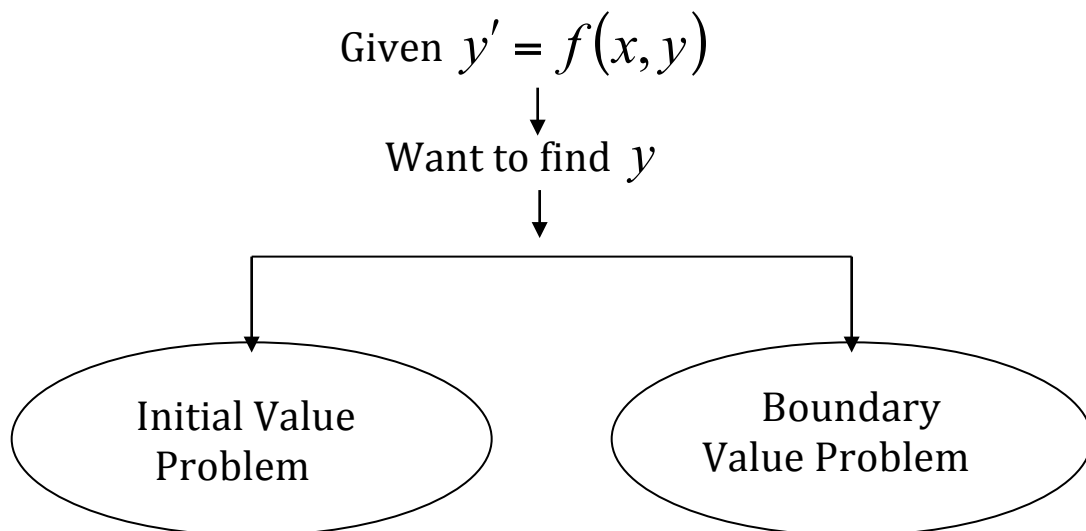 Given y′ = f(x, y)
Want to find y
Initial Value
Problem
Boundary
Value Problem